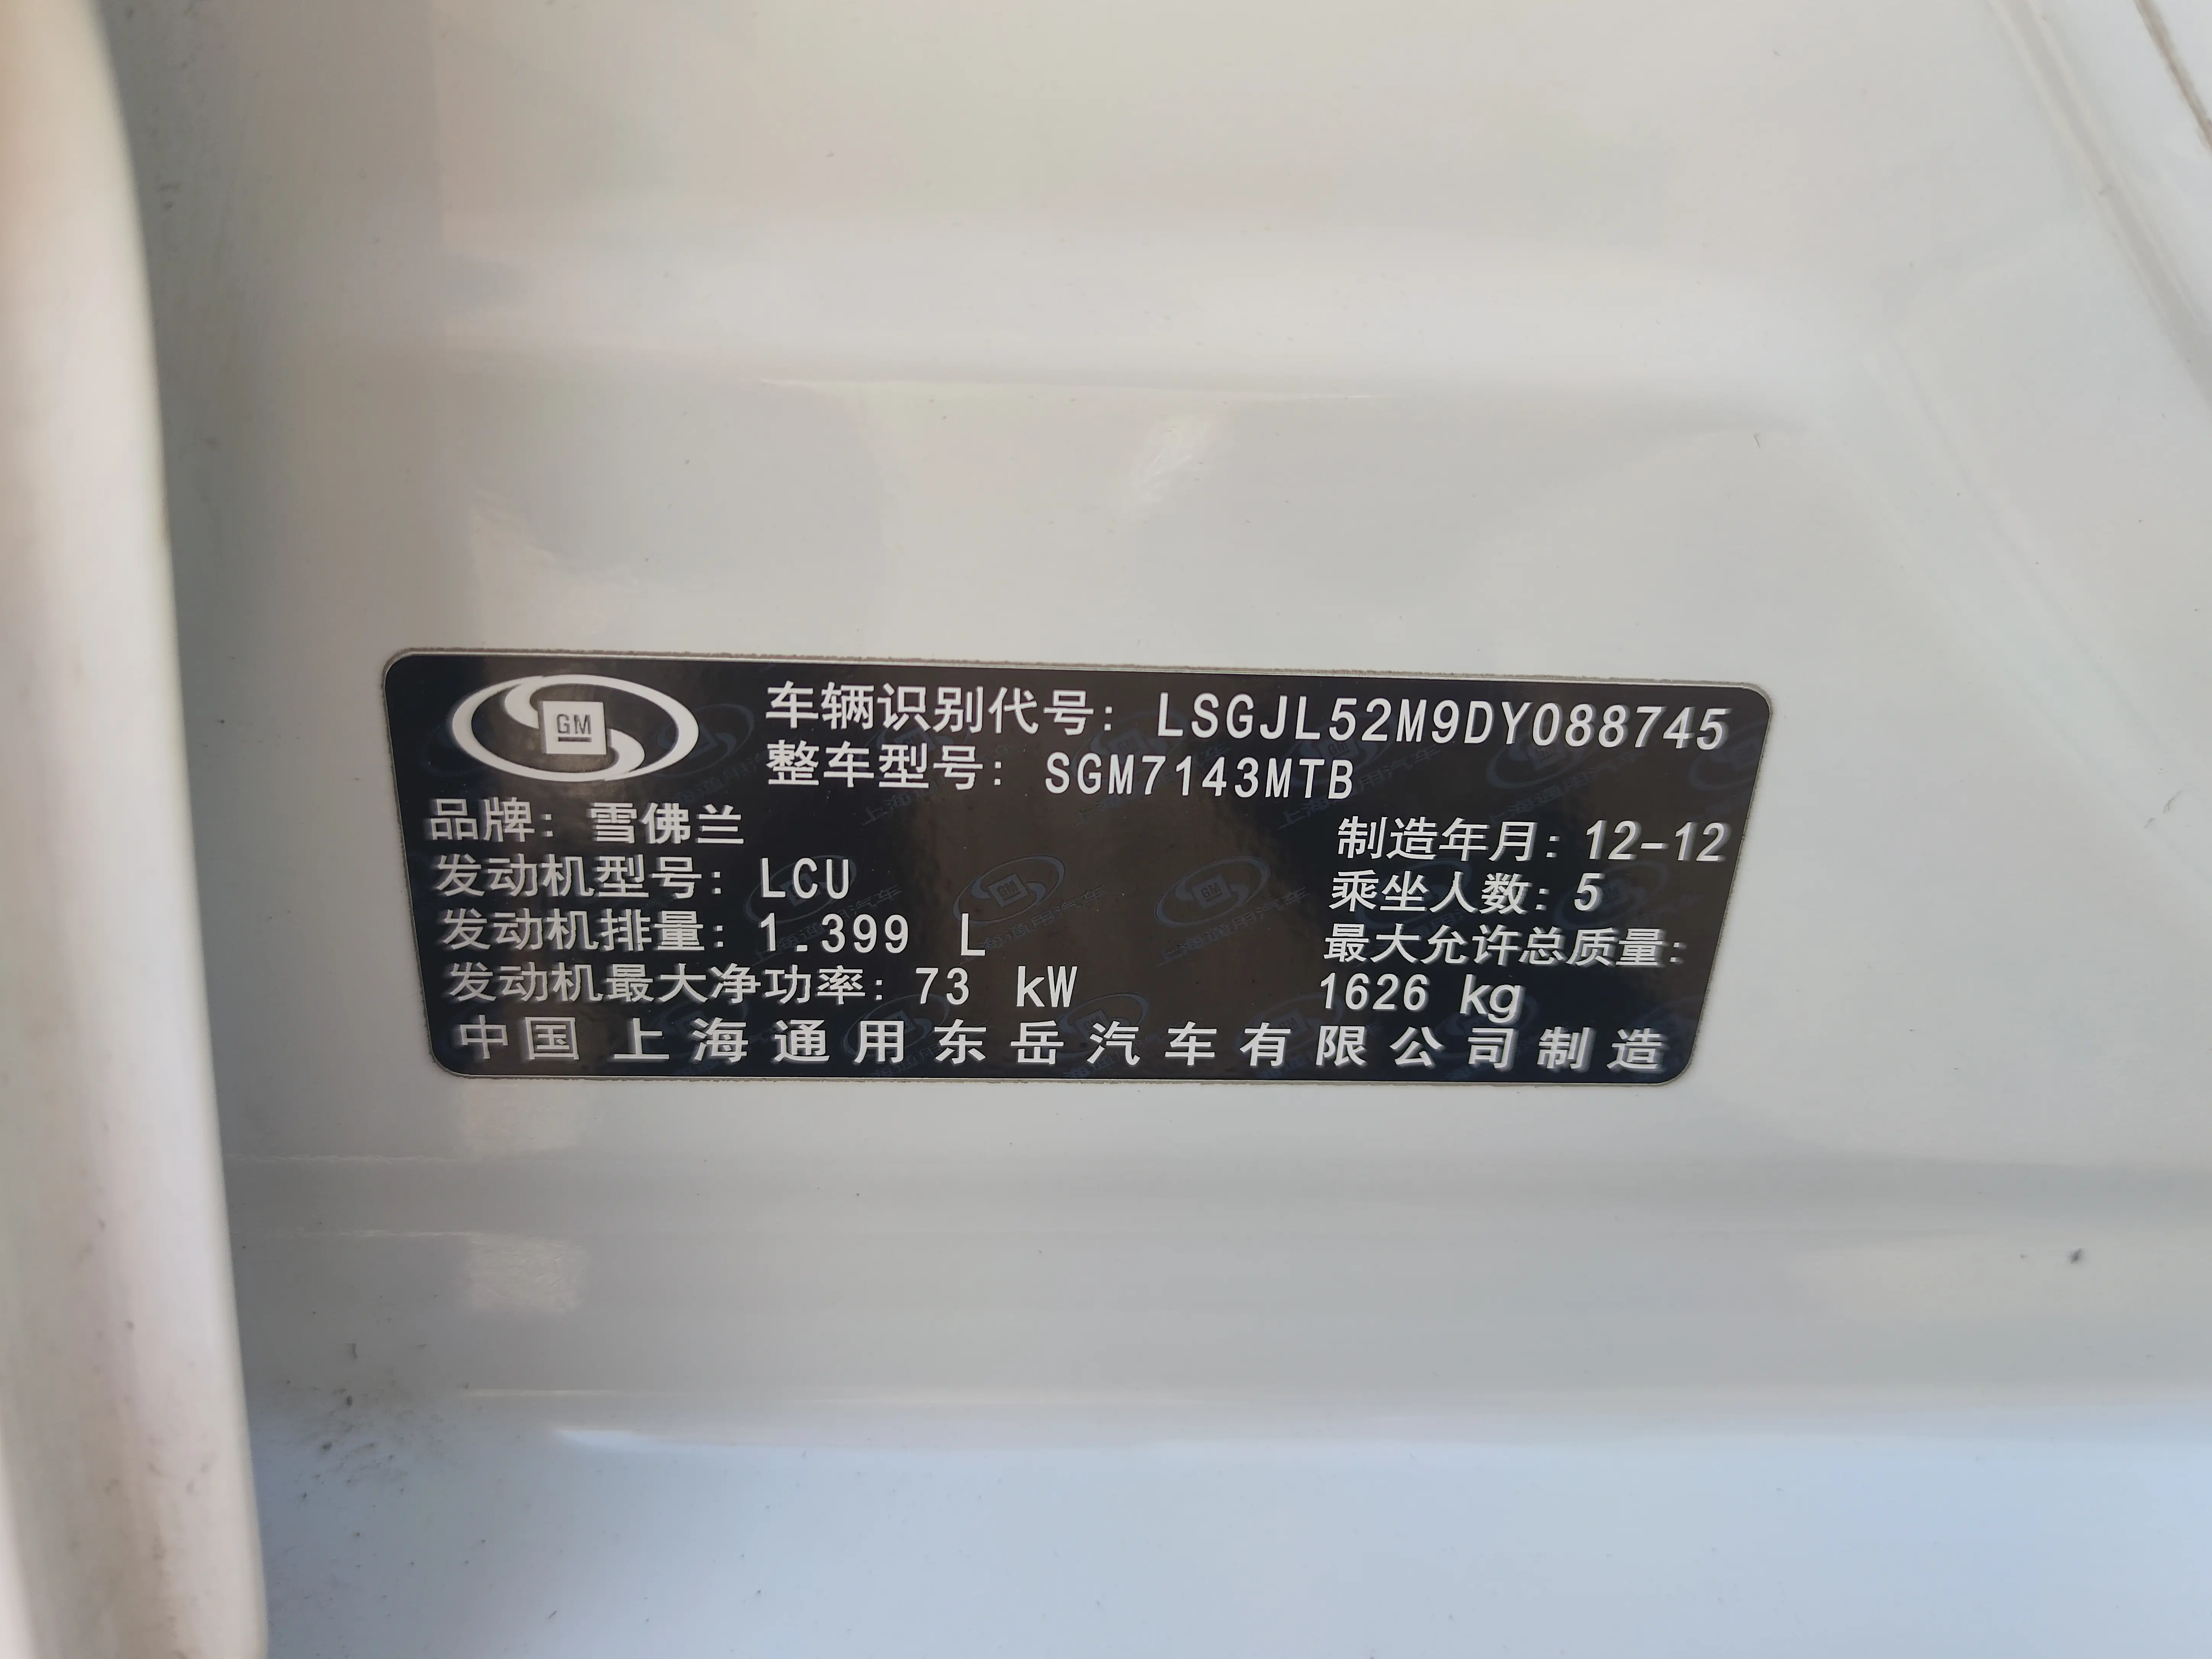 GM
车辆识别代号: LSGJL52M9DY088745
整车型号: SGM7143MTB
品牌: 雪佛兰
制造年月: 12-12
发动机型号: LCU
乘坐人数: 5
发动机排量: 1.399 L
最大允许总质量:
发动机最大净功率: 73 kW
1626 kg
中国 上海通用东岳汽车有限公司制造